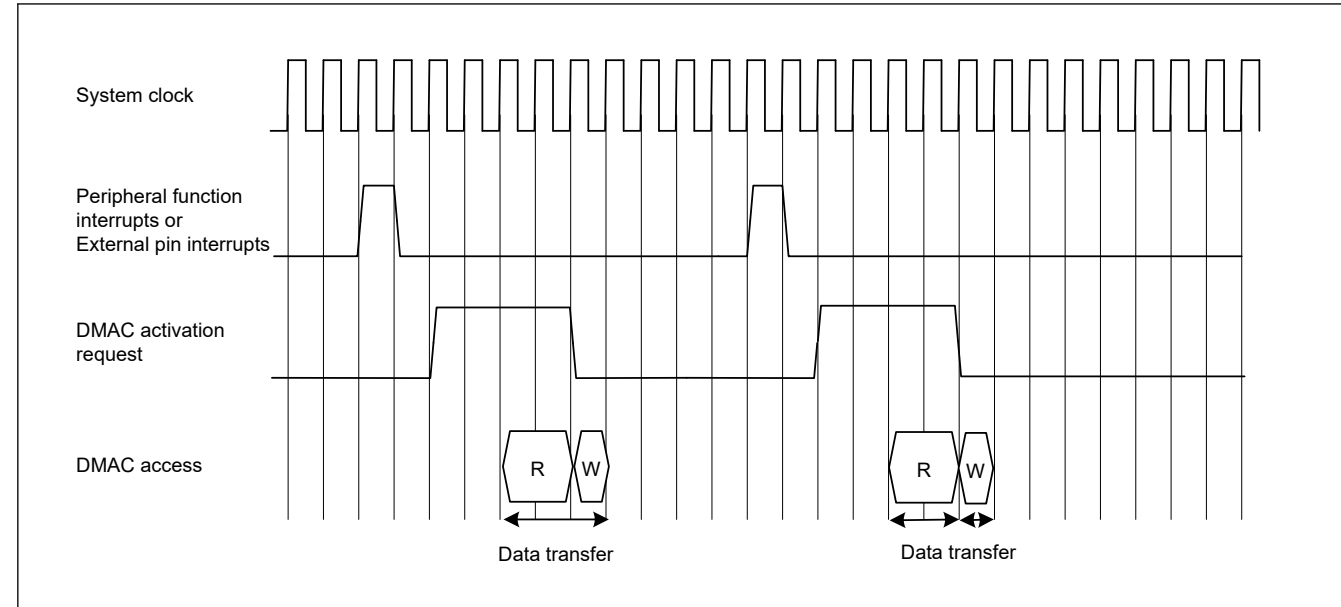 System clock
Peripheral function
interrupts or
External pin interrupts
DMAC activation
request
DMAC access
R
W
R
W
Data transfer
Data transfer